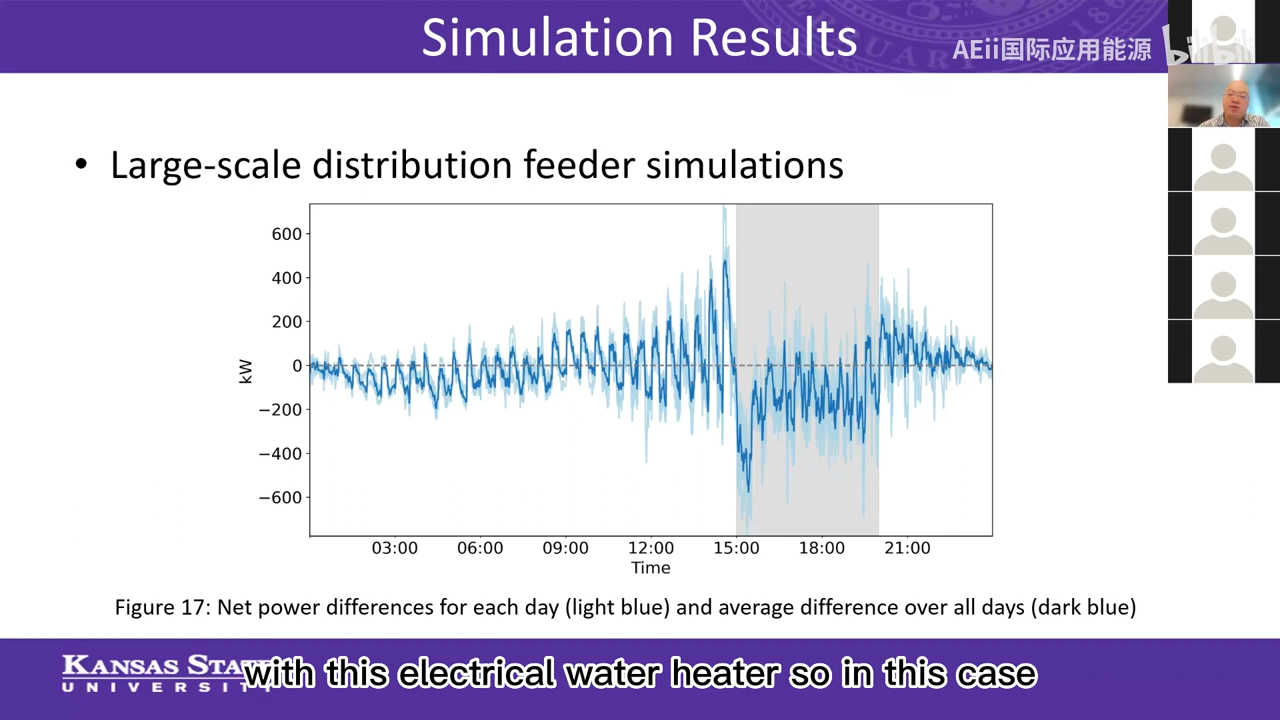 Simulation Results
AEii国际应用能源
bilibili
• Large-scale distribution feeder simulations
600
400
200
0
−200
−400
−600
kW
03:00 06:00 09:00 12:00 15:00 18:00 21:00
Time
Figure 17: Net power differences for each day (light blue) and average difference over all days (dark blue)
KANSAS STATE
UNIVERSITY
with this electrical water heater so in this case